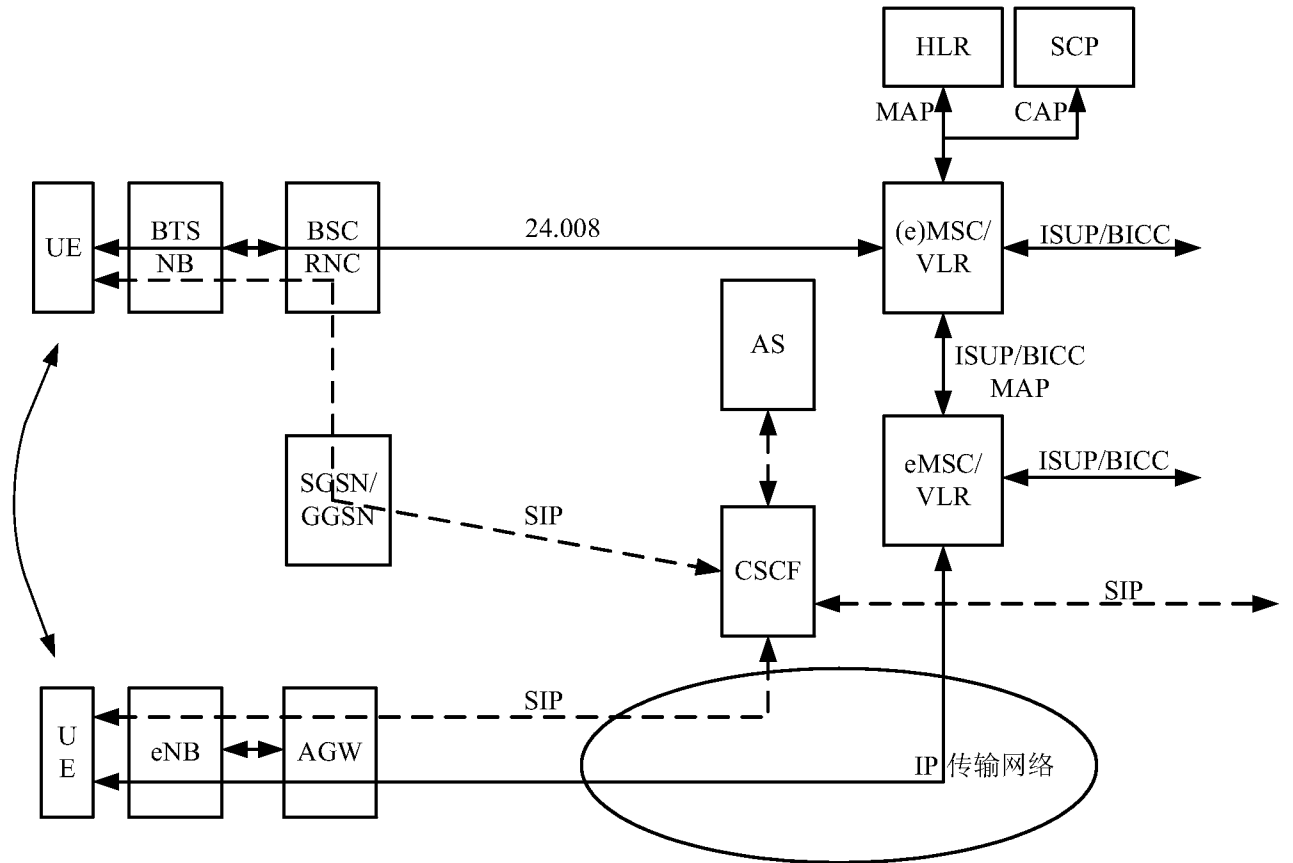 HLR
SCP
MAP
CAP
UE
BTS
NB
BSC
RNC
24.008
(e)MSC/
VLR
ISUP/BICC
AS
ISUP/BICC
MAP
SGSN/
GGSN
SIP
eMSC/
VLR
ISUP/BICC
CSCF
SIP
U
E
eNB
AGW
SIP
IP 传输网络